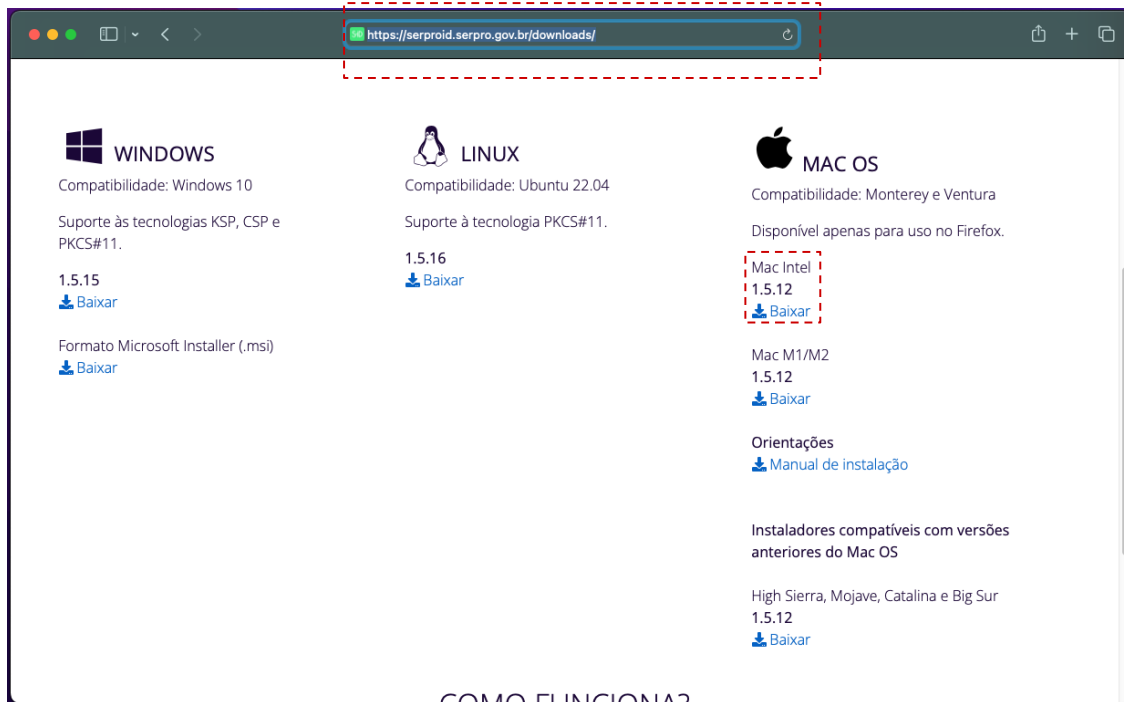 https://serproid.serpro.gov.br/downloads/
WINDOWS
Compatibilidade: Windows 10
Suporte às tecnologias KSP, CSP e
PKCS#11.
1.5.15
Baixar
Formato Microsoft Installer (.msi)
Baixar
LINUX
Compatibilidade: Ubuntu 22.04
Suporte à tecnologia PKCS#11.
1.5.16
Baixar
MAC OS
Compatibilidade: Monterey e Ventura
Disponível apenas para uso no Firefox.
Mac Intel
1.5.12
Baixar
Mac M1/M2
1.5.12
Baixar
Orientações
Manual de instalação
Instaladores compatíveis com versões
anteriores do Mac OS
High Sierra, Mojave, Catalina e Big Sur
1.5.12
Baixar
COMO FUNCIONA?